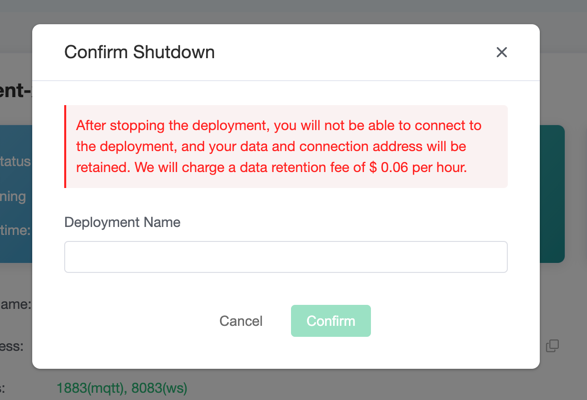 Confirm Shutdown
ent-
After stopping the deployment, you will not be able to connect to
the deployment, and your data and connection address will be
retained. We will charge a data retention fee of $ 0.06 per hour.
tatus
ning
time:
Deployment Name
ame:
Cancel
Confirm
ess:
s:
1883(mqtt), 8083(ws)